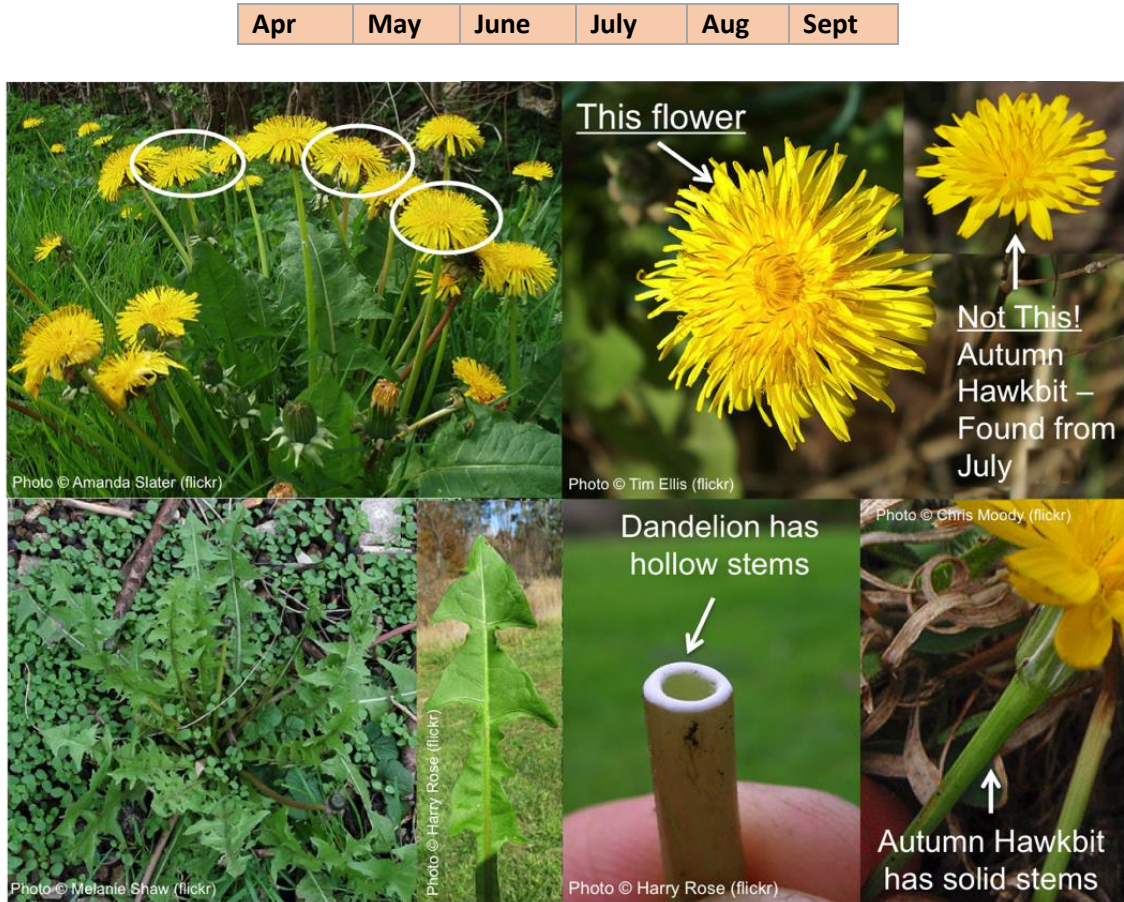 Apr May June July Aug Sept
This flower
Not This!
Autumn
Hawkbit –
Found from
July
Photo © Amanda Slater (flickr)
Photo © Tim Ellis (flickr)
Dandelion has
hollow stems
Photo © Chris Moody (flickr)
Photo © Harry Rose (flickr)
Autumn Hawkbit
has solid stems
Photo © Melanie Shaw (flickr)
Photo © Harry Rose (flickr)